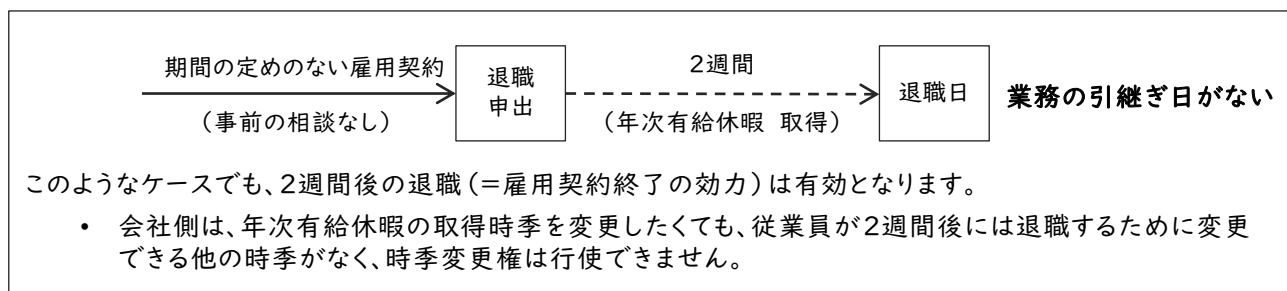 期間の定めのない雇用契約
(事前の相談なし)
退職
申出
2週間
(年次有給休暇 取得)
退職日
業務の引継ぎ日がない
このようなケースでも、2週間後の退職(=雇用契約終了の効力)は有効となります。
• 会社側は、年次有給休暇の取得時季を変更したくても、従業員が2週間後には退職するために変更
できる他の時季がなく、時季変更権は行使できません。